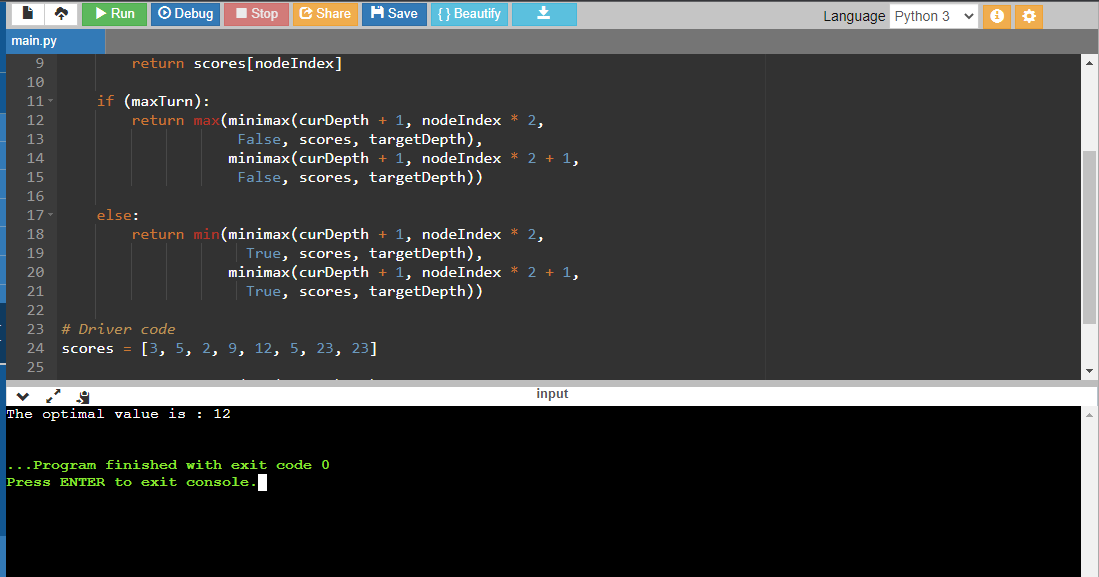 Run Debug Stop Share Save { } Beautify Language Python 3
main.py
9 return scores[nodeIndex]
10
11 if (maxTurn):
12 return max(minimax(curDepth + 1, nodeIndex * 2,
13 False, scores, targetDepth),
14 minimax(curDepth + 1, nodeIndex * 2 + 1,
15 False, scores, targetDepth))
16
17 else:
18 return min(minimax(curDepth + 1, nodeIndex * 2,
19 True, scores, targetDepth),
20 minimax(curDepth + 1, nodeIndex * 2 + 1,
21 True, scores, targetDepth))
22
23 # Driver code
24 scores = [3, 5, 2, 9, 12, 5, 23, 23]
25
input
The optimal value is : 12
...Program finished with exit code 0
Press ENTER to exit console.